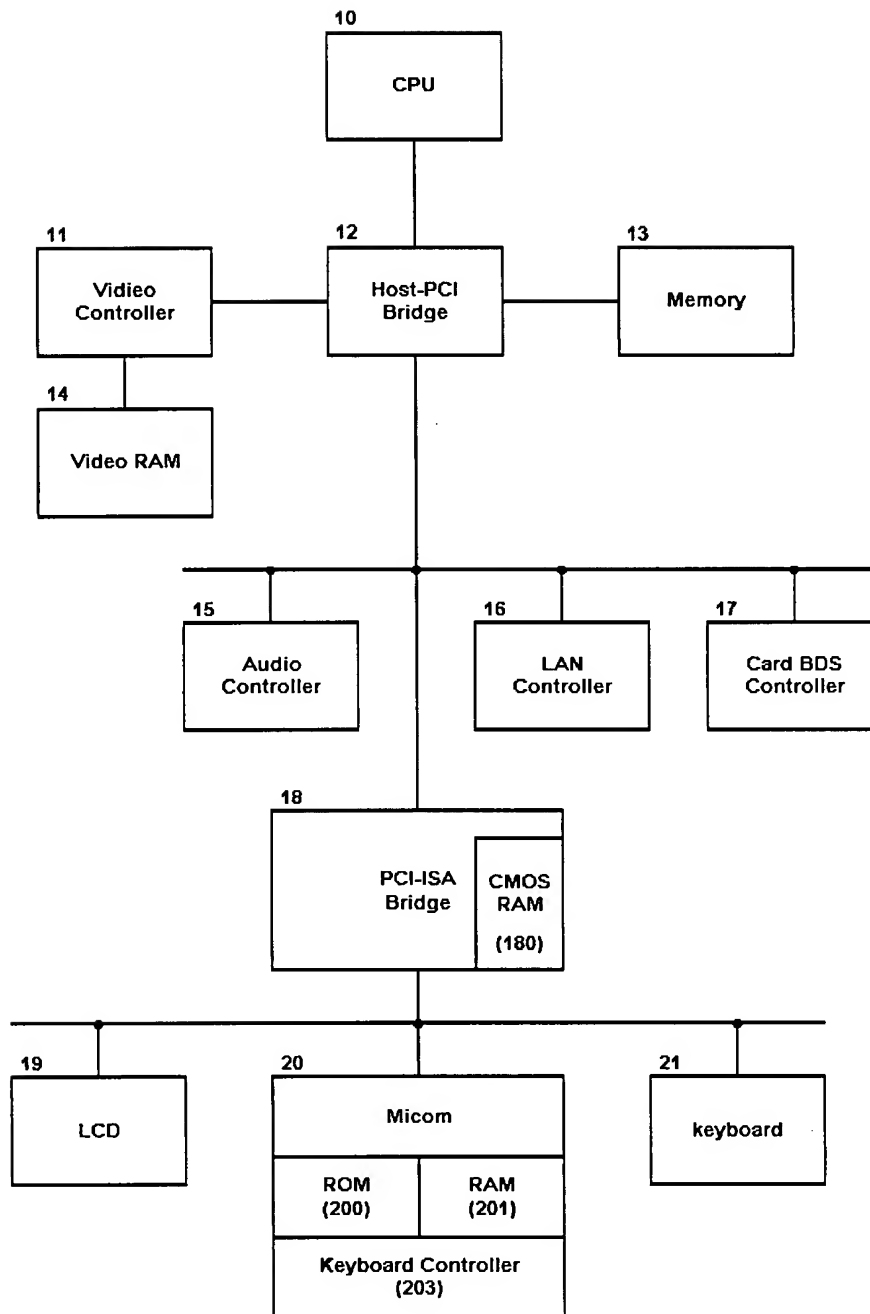 10
CPU
11
Vidieo
Controller
12
Host-PCI
Bridge
13
Memory
14
Video RAM
15
Audio
Controller
16
LAN
Controller
17
Card BDS
Controller
18
PCI-ISA
Bridge
CMOS
RAM
(180)
19
LCD
20
Micom
ROM
(200)
RAM
(201)
Keyboard Controller
(203)
21
keyboard